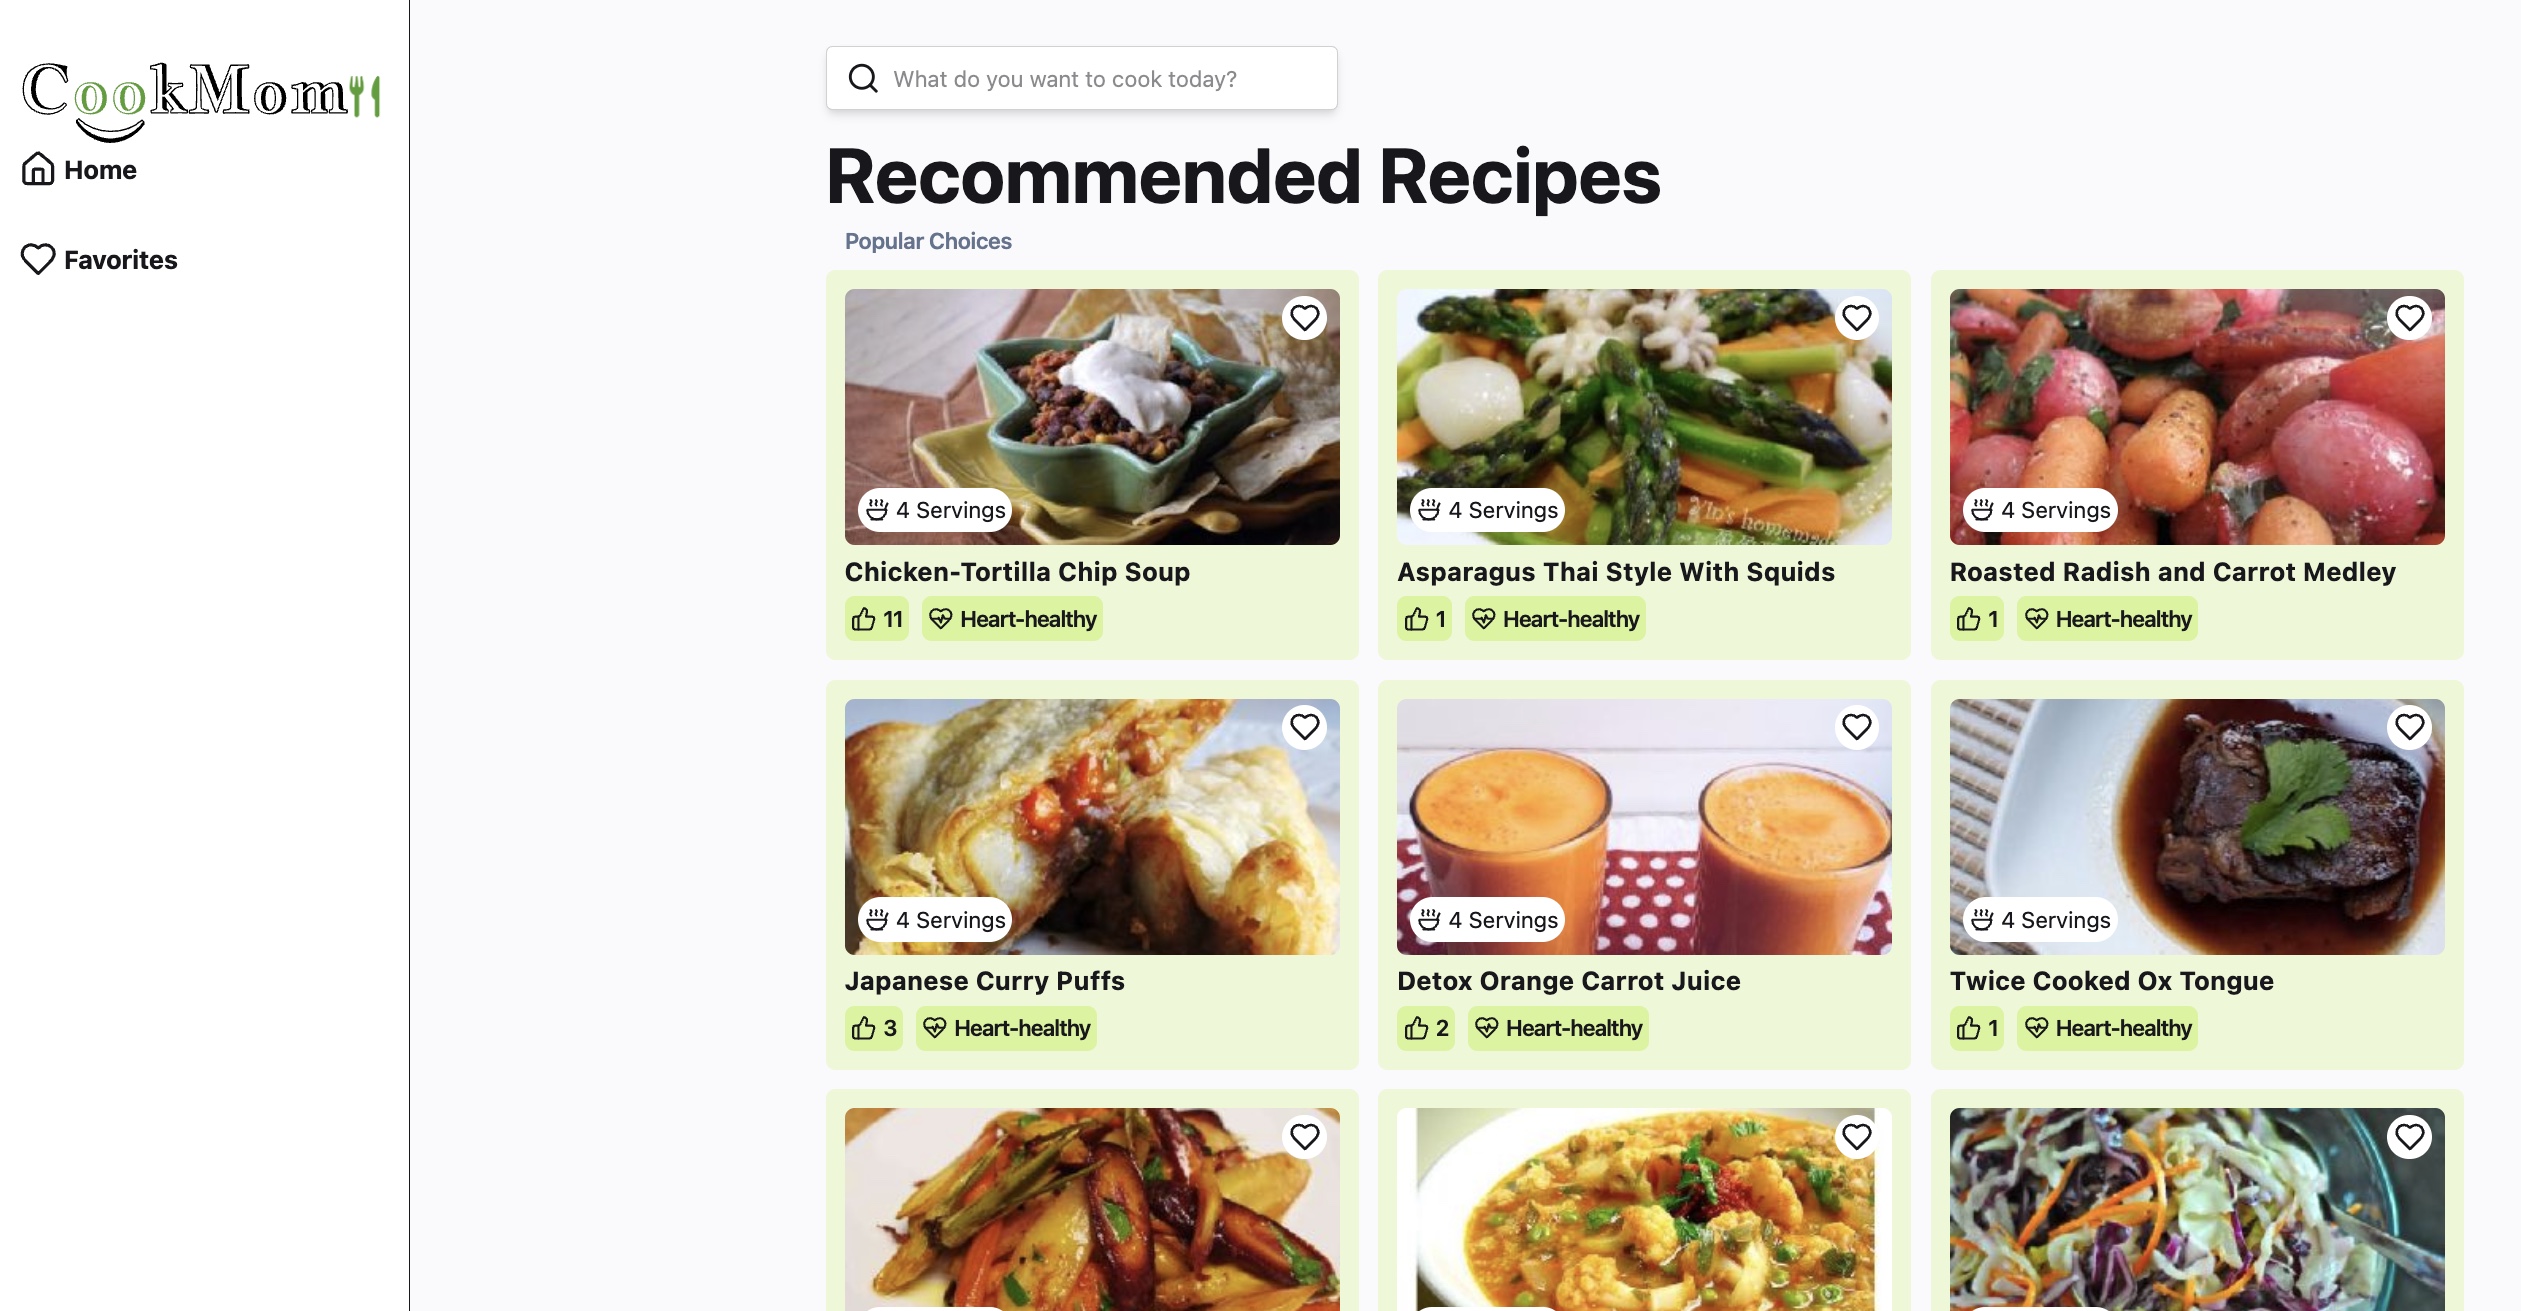 CookMom
Home
Favorites
What do you want to cook today?
Recommended Recipes
Popular Choices
4 Servings
Chicken-Tortilla Chip Soup
11 Heart-healthy
4 Servings
Asparagus Thai Style With Squids
1 Heart-healthy
4 Servings
Roasted Radish and Carrot Medley
1 Heart-healthy
4 Servings
Japanese Curry Puffs
3 Heart-healthy
4 Servings
Detox Orange Carrot Juice
2 Heart-healthy
4 Servings
Twice Cooked Ox Tongue
1 Heart-healthy